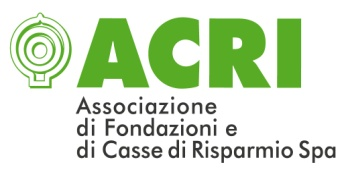 ACRI
Associazione
di Fondazioni e
di Casse di Risparmio Spa